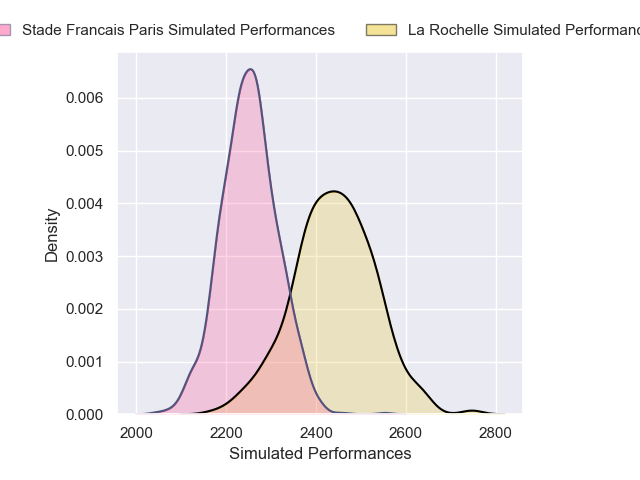 Stade Francais Paris Simulated Performances
La Rochelle Simulated
0.006
0.005
0.004
0.003
0.002
0.001
0.000
Density
2000 2200 2400 2600 2800
Simulated Performances